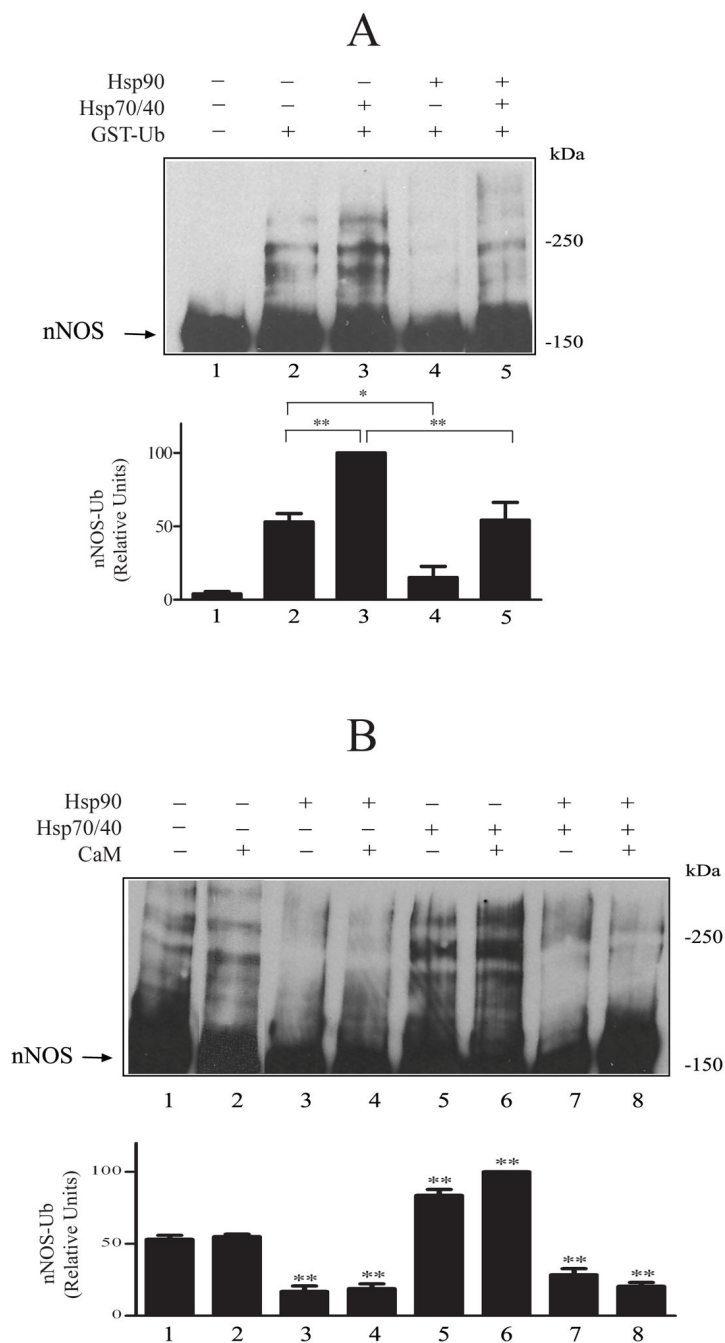 A
Hsp90 – – – + +
Hsp70/40 – – + – +
GST-Ub – + + + +
kDa
-250
nNOS
-150
1 2 3 4 5
*
** **
100
50
0
nNOS-Ub
(Relative Units)
1 2 3 4 5
B
Hsp90 – – + + – – + +
Hsp70/40 – – – – + + + +
CaM – + – + – + – +
kDa
-250
nNOS
-150
1 2 3 4 5 6 7 8
100
50
0
nNOS-Ub
(Relative Units)
** ** ** ** ** **
1 2 3 4 5 6 7 8